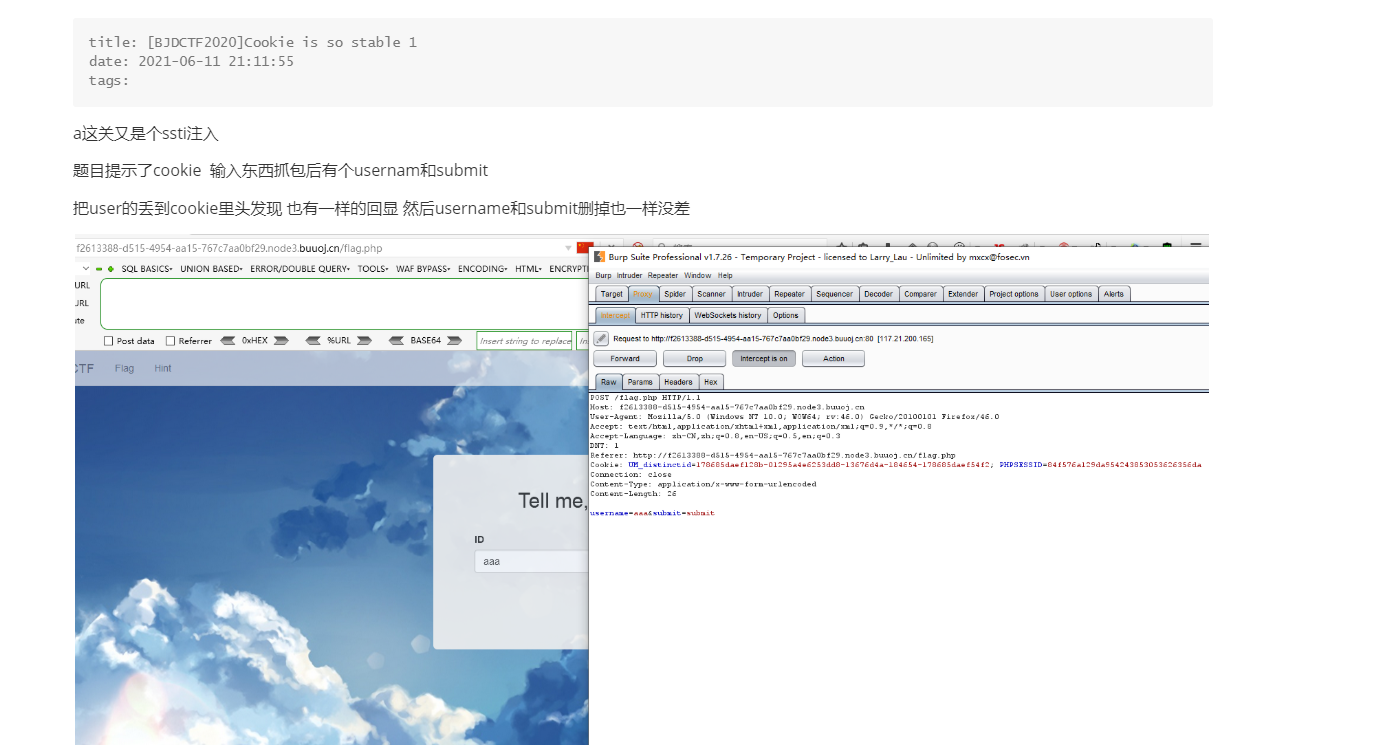 title: [BJDCTF2020]Cookie is so stable 1
date: 2021-06-11 21:11:55
tags:
a这关又是个ssti注入
题目提示了cookie 输入东西抓包后有个usernam和submit
把user的丢到cookie里头发现 也有一样的回显 然后username和submit删掉也一样没差
f2613388-d515-4954-aa15-767c7aa0bf29.node3.buuoj.cn/flag.php
SQL BASICS UNION BASED ERROR/DOUBLE QUERY TOOLS WAF BYPASS ENCODING HTML ENCRYPTI
URL
URL
ute
Post data Referrer 0xHEX %URL BASE64 Insert string to replace In
CTF Flag Hint
Tell me,
ID
aaa
Burp Suite Professional v1.7.26 - Temporary Project - licensed to Larry_Lau - Unlimited by mxcx@fosec.vn
Burp Intruder Repeater Window Help
Target Proxy Spider Scanner Intruder Repeater Sequencer Decoder Comparer Extender Project options User options Alerts
Intercept HTTP history WebSockets history Options
Request to http://f2613388-d515-4954-aa15-767c7aa0bf29.node3.buuoj.cn:80 [117.21.200.165]
Forward Drop Intercept is on Action
Raw Params Headers Hex
POST /flag.php HTTP/1.1
Host: f2613388-d515-4954-aa15-767c7aa0bf29.node3.buuoj.cn
User-Agent: Mozilla/5.0 (Windows NT 10.0; WOW64; rv:46.0) Gecko/20100101 Firefox/46.0
Accept: text/html,application/xhtml+xml,application/xml;q=0.9,*/*;q=0.8
Accept-Language: zh-CN,zh;q=0.8,en-US;q=0.5,en;q=0.3
DNT: 1
Referer: http://f2613388-d515-4954-aa15-767c7aa0bf29.node3.buuoj.cn/flag.php
Cookie: UM_distinctid=178685daef128b-01295a4e6253dd8-13676d4a-184654-178685daef54f2; PHPSESSID=84f576a129da955424385303626356da
Connection: close
Content-Type: application/x-www-form-urlencoded
Content-Length: 26
username=aaa&submit=submit